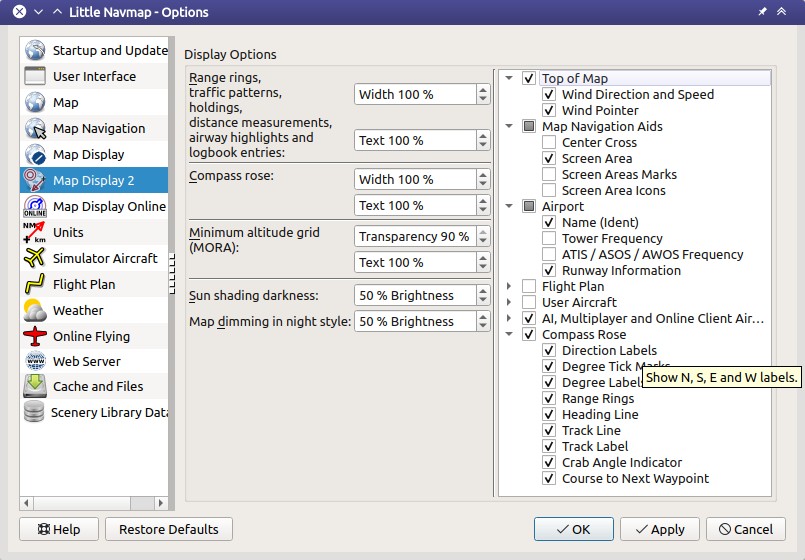 Little Navmap - Options
Startup and Update
User Interface
Map
Map Navigation
Map Display
Map Display 2
Map Display Online
Units
Simulator Aircraft
Flight Plan
Weather
Online Flying
Web Server
Cache and Files
Scenery Library Data
ONLINE
NM
km
www
Display Options
Range rings,
traffic patterns,
holdings,
distance measurements,
airway highlights and
logbook entries:
Width 100 %
Text 100 %
Compass rose:
Width 100 %
Text 100 %
Minimum altitude grid
(MORA):
Transparency 90 %
Text 100 %
Sun shading darkness:
50 % Brightness
Map dimming in night style:
50 % Brightness
Top of Map
Wind Direction and Speed
Wind Pointer
Map Navigation Aids
Center Cross
Screen Area
Screen Areas Marks
Screen Area Icons
Airport
Name (Ident)
Tower Frequency
ATIS / ASOS / AWOS Frequency
Runway Information
Flight Plan
User Aircraft
AI, Multiplayer and Online Client Air...
Compass Rose
Direction Labels
Degree Tick Marks
Degree Labels
Show N, S, E and W labels.
Range Rings
Heading Line
Track Line
Track Label
Crab Angle Indicator
Course to Next Waypoint
Help
Restore Defaults
OK
Apply
Cancel